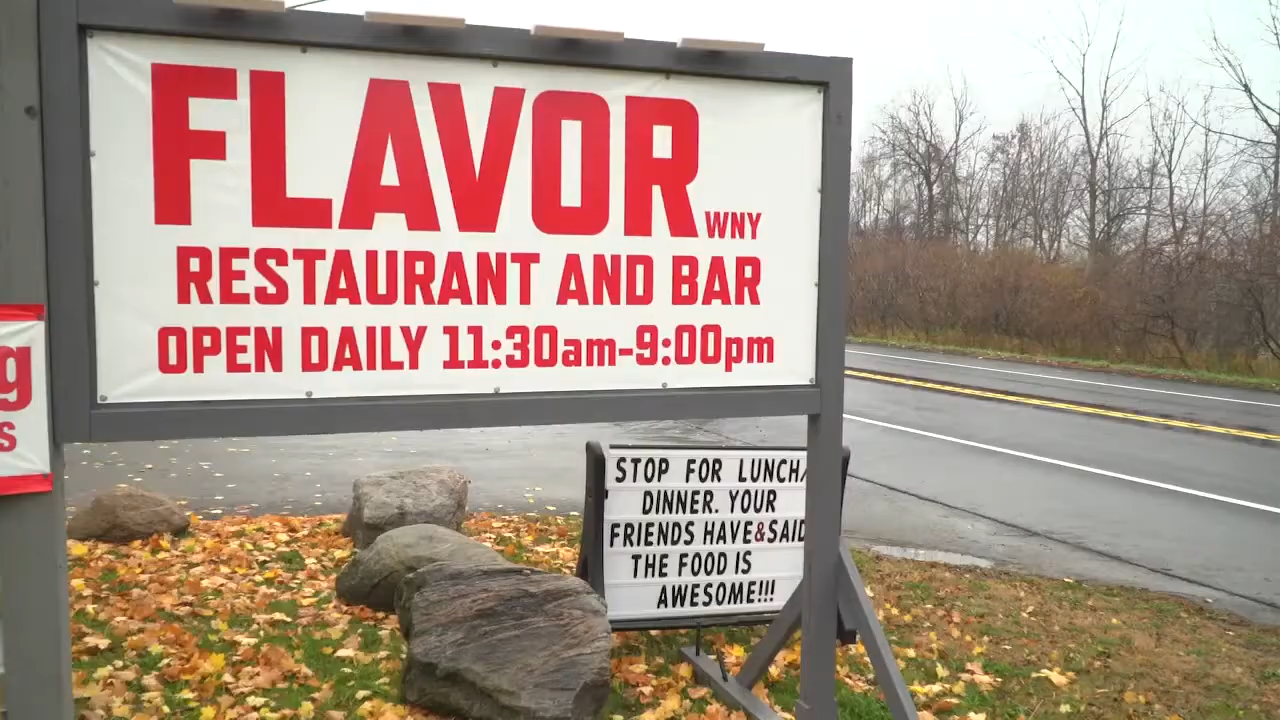 FLAVOR WNY
RESTAURANT AND BAR
OPEN DAILY 11:30am-9:00pm
g
s
STOP FOR LUNCH/
DINNER. YOUR
FRIENDS HAVE&SAID
THE FOOD IS
AWESOME!!!